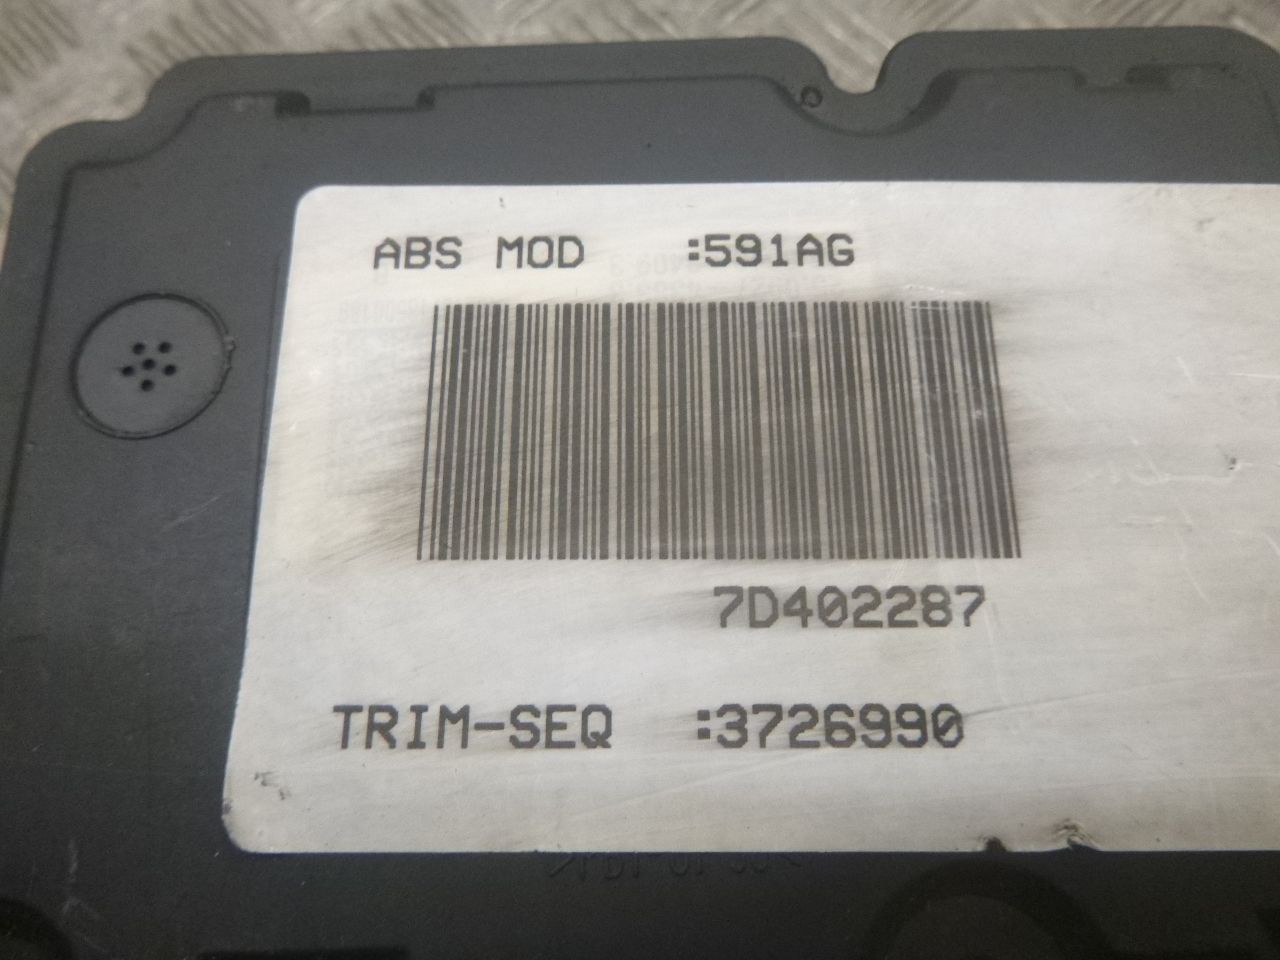 ABS MOD :591AG
7D402287
TRIM-SEQ :3726990